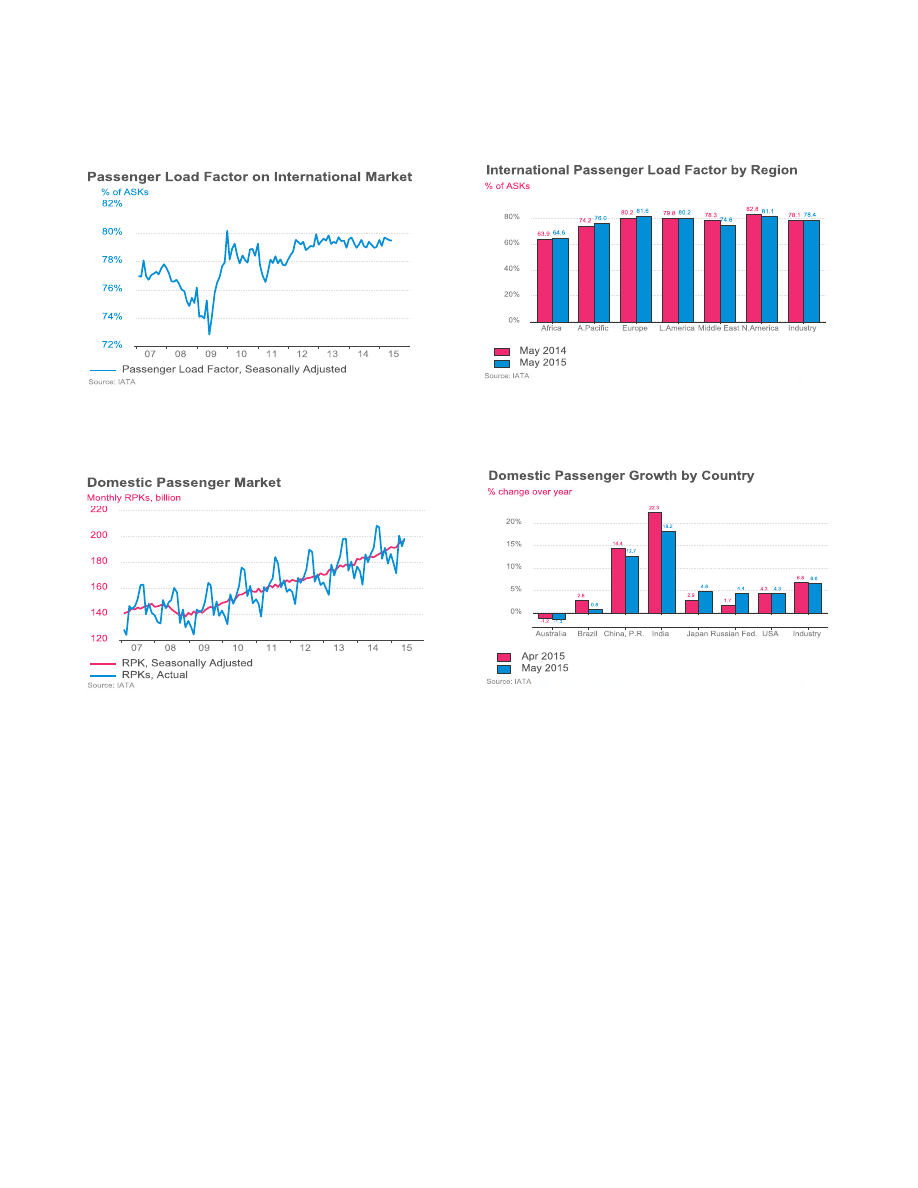 Passenger Load Factor on International Market
% of ASKs
82%
80%
78%
76%
74%
72%
07 08 09 10 11 12 13 14 15
Passenger Load Factor, Seasonally Adjusted
Source: IATA
International Passenger Load Factor by Region
% of ASKs
80%
60%
40%
20%
0%
63.9 64.6 74.2 76.0 80.2 81.6 79.8 80.2 78.3 74.6 82.8 81.1 78.1 78.4
Africa A.Pacific Europe L.America Middle East N.America Industry
May 2014
May 2015
Source: IATA
Domestic Passenger Market
Monthly RPKs, billion
220
200
180
160
140
120
07 08 09 10 11 12 13 14 15
RPK, Seasonally Adjusted
RPKs, Actual
Source: IATA
Domestic Passenger Growth by Country
% change over year
20%
15%
10%
5%
0%
2.8 0.8 14.4 12.7 22.3 18.2 2.9 4.8 1.7 4.4 4.3 4.3 6.8 6.6
Australia Brazil China, P.R. India Japan Russian Fed. USA Industry
Apr 2015
May 2015
Source: IATA